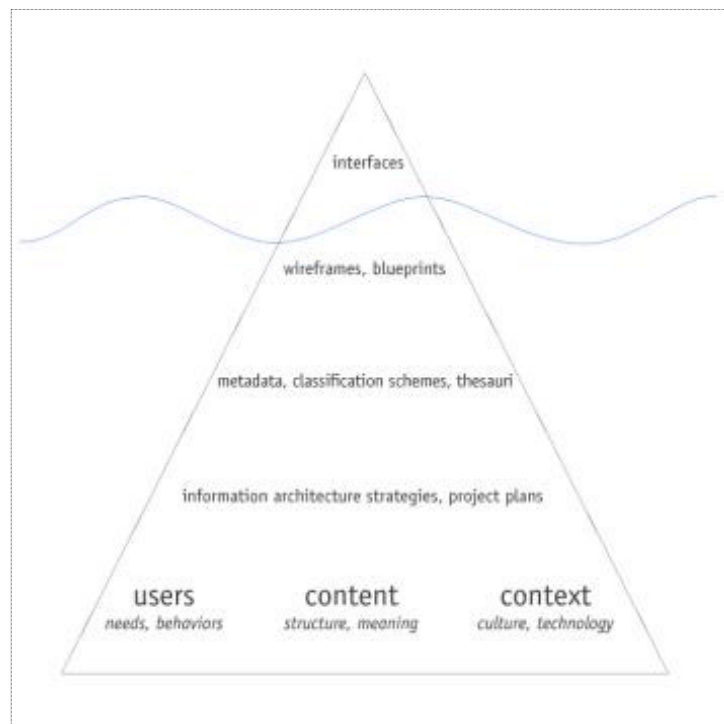 interfaces
wireframes, blueprints
metadata, classification schemes, thesauri
information architecture strategies, project plans
users content context
needs, behaviors structure, meaning culture, technology